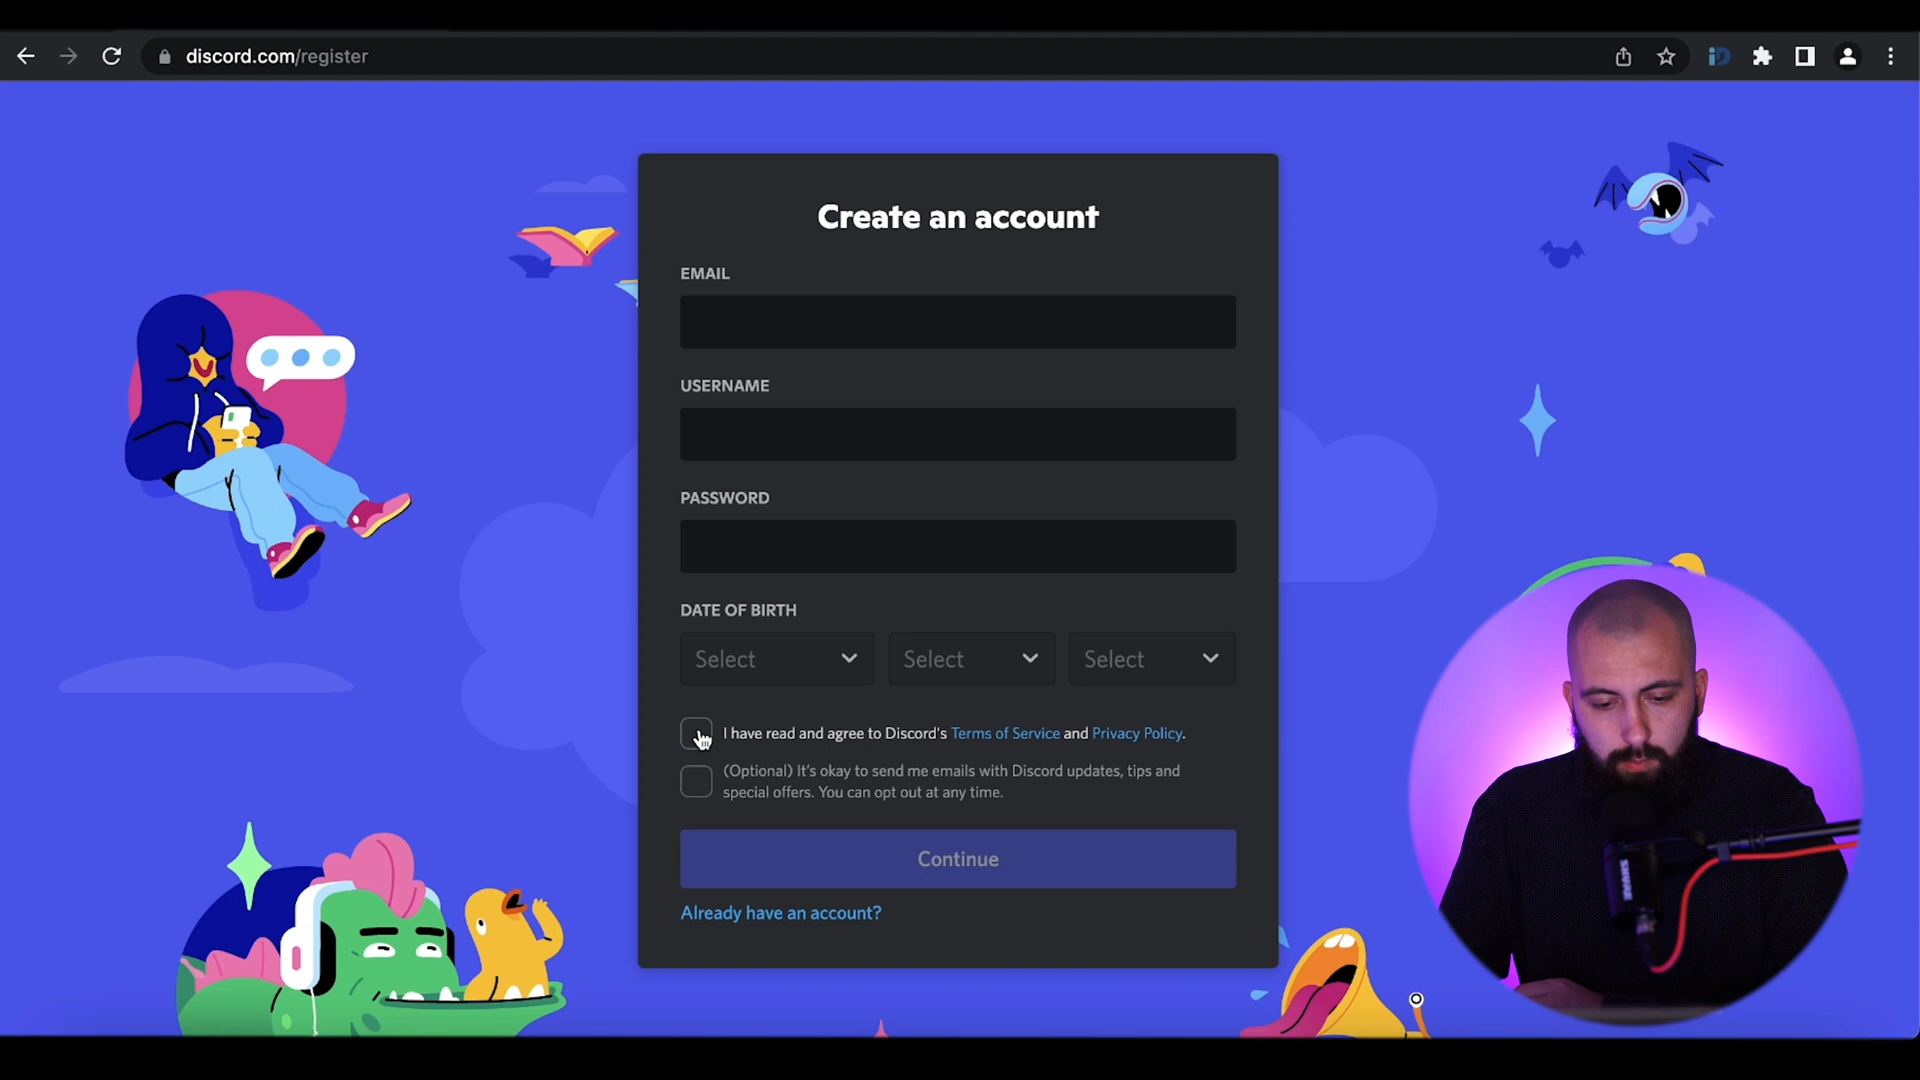 discord.com/register
Create an account
EMAIL
USERNAME
PASSWORD
DATE OF BIRTH
Select Select Select
I have read and agree to Discord's Terms of Service and Privacy Policy.
(Optional) It's okay to send me emails with Discord updates, tips and
special offers. You can opt out at any time.
Continue
Already have an account?
SHURE